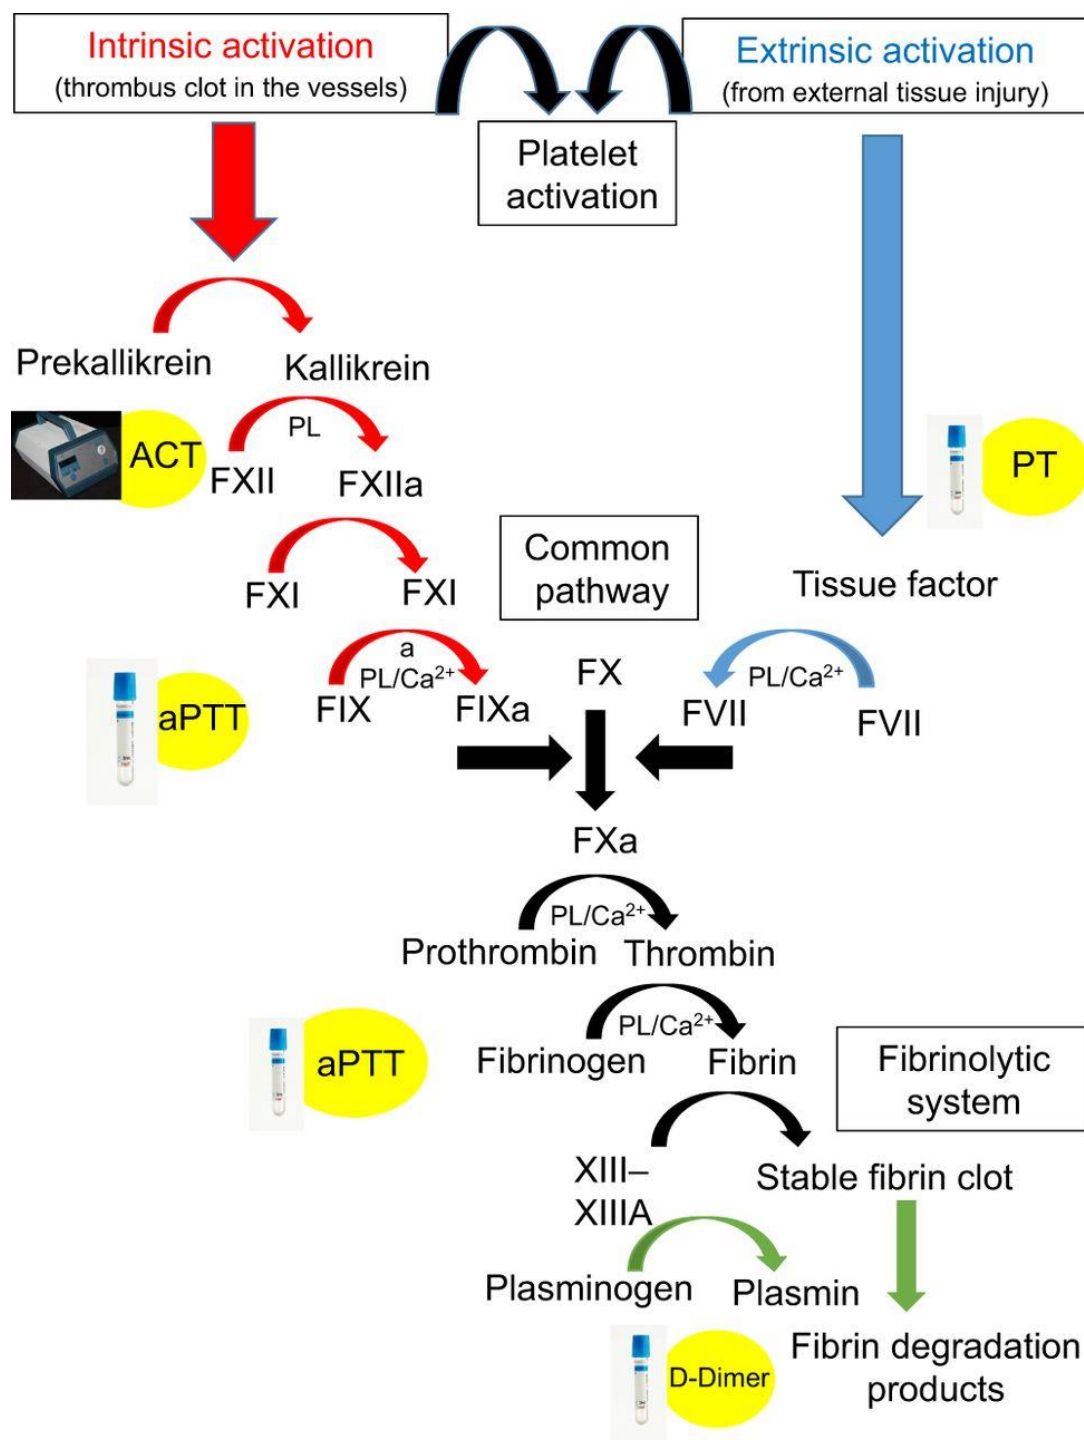 Intrinsic activation
(thrombus clot in the vessels)
Extrinsic activation
(from external tissue injury)
Platelet
activation
Prekallikrein
Kallikrein
ACT
PL
FXII
FXIIa
PT
Common
pathway
FXI
FXI
a
Tissue factor
PL/Ca²⁺
FIX
FIXa
FX
PL/Ca²⁺
FVII
FVII
aPTT
FXa
PL/Ca²⁺
Prothrombin
Thrombin
PL/Ca²⁺
Fibrinogen
Fibrin
aPTT
Fibrinolytic
system
XIII–
XIIIA
Stable fibrin clot
Plasminogen
Plasmin
D-Dimer
Fibrin degradation
products